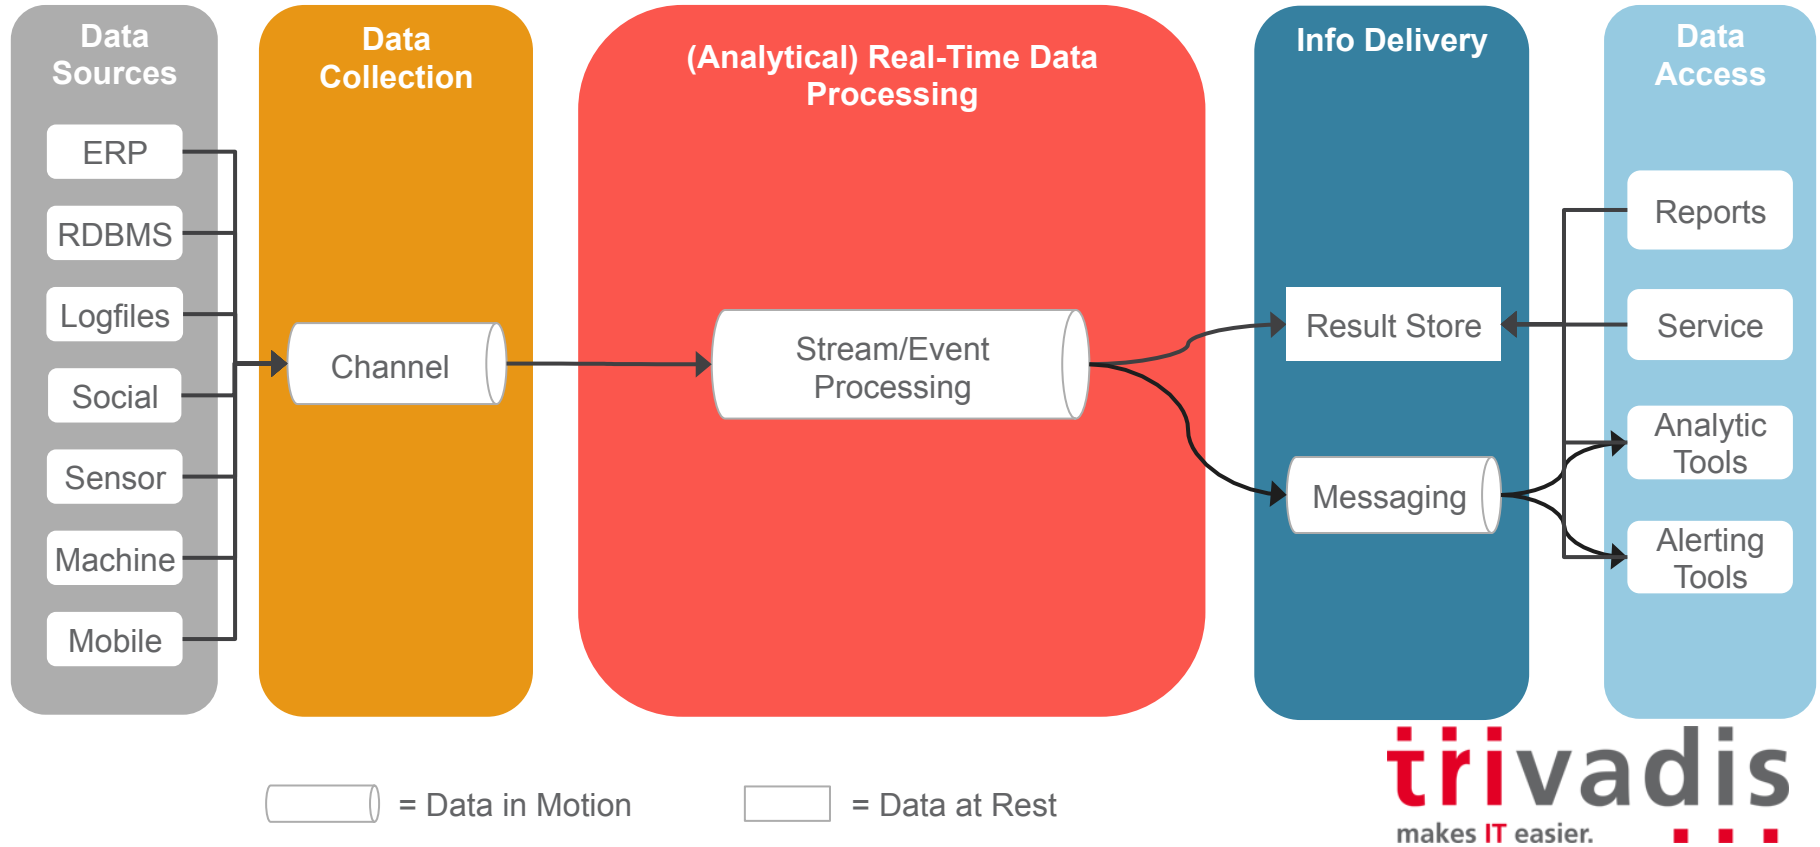 Data
Sources
ERP
RDBMS
Logfiles
Social
Sensor
Machine
Mobile
Data
Collection
Channel
(Analytical) Real-Time Data
Processing
Stream/Event
Processing
Info Delivery
Result Store
Messaging
Data
Access
Reports
Service
Analytic
Tools
Alerting
Tools
= Data in Motion
= Data at Rest
trivadis
makes IT easier.